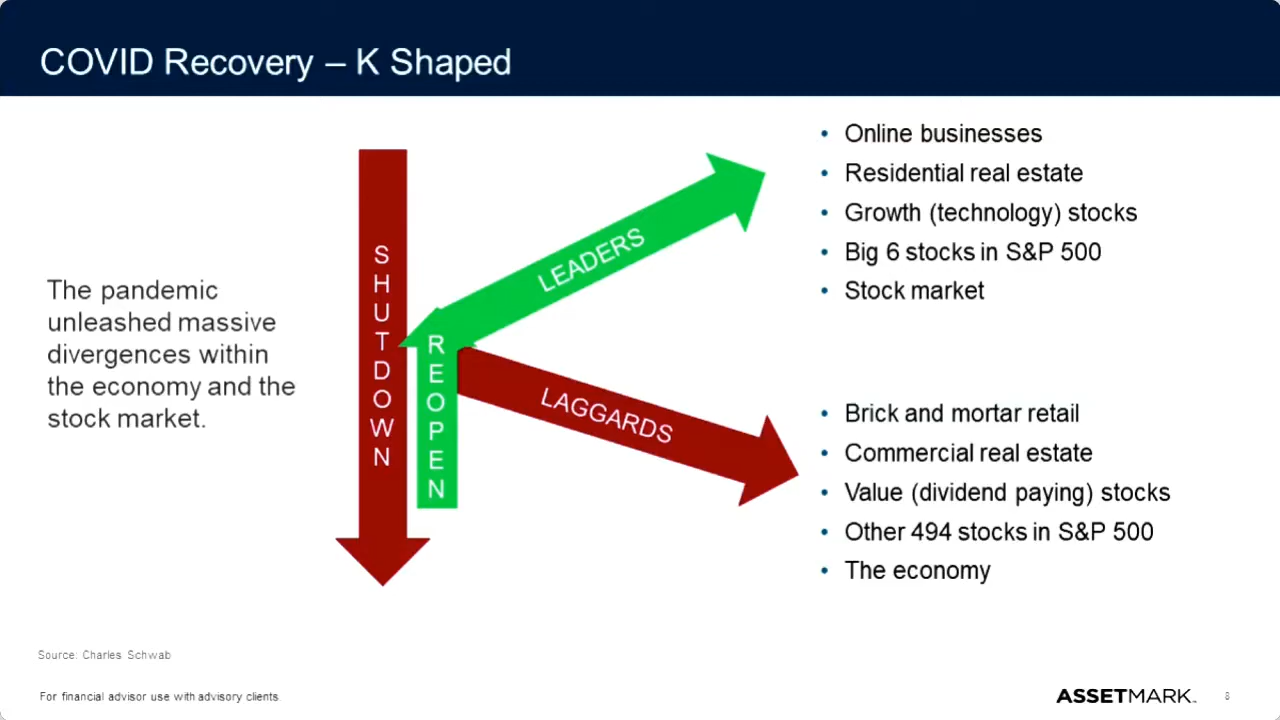 COVID Recovery – K Shaped
The pandemic
unleashed massive
divergences within
the economy and the
stock market.
SHUTDOWN
REOPEN
LEADERS
LAGGARDS
• Online businesses
• Residential real estate
• Growth (technology) stocks
• Big 6 stocks in S&P 500
• Stock market
• Brick and mortar retail
• Commercial real estate
• Value (dividend paying) stocks
• Other 494 stocks in S&P 500
• The economy
Source: Charles Schwab
For financial advisor use with advisory clients.
ASSETMARK™
8